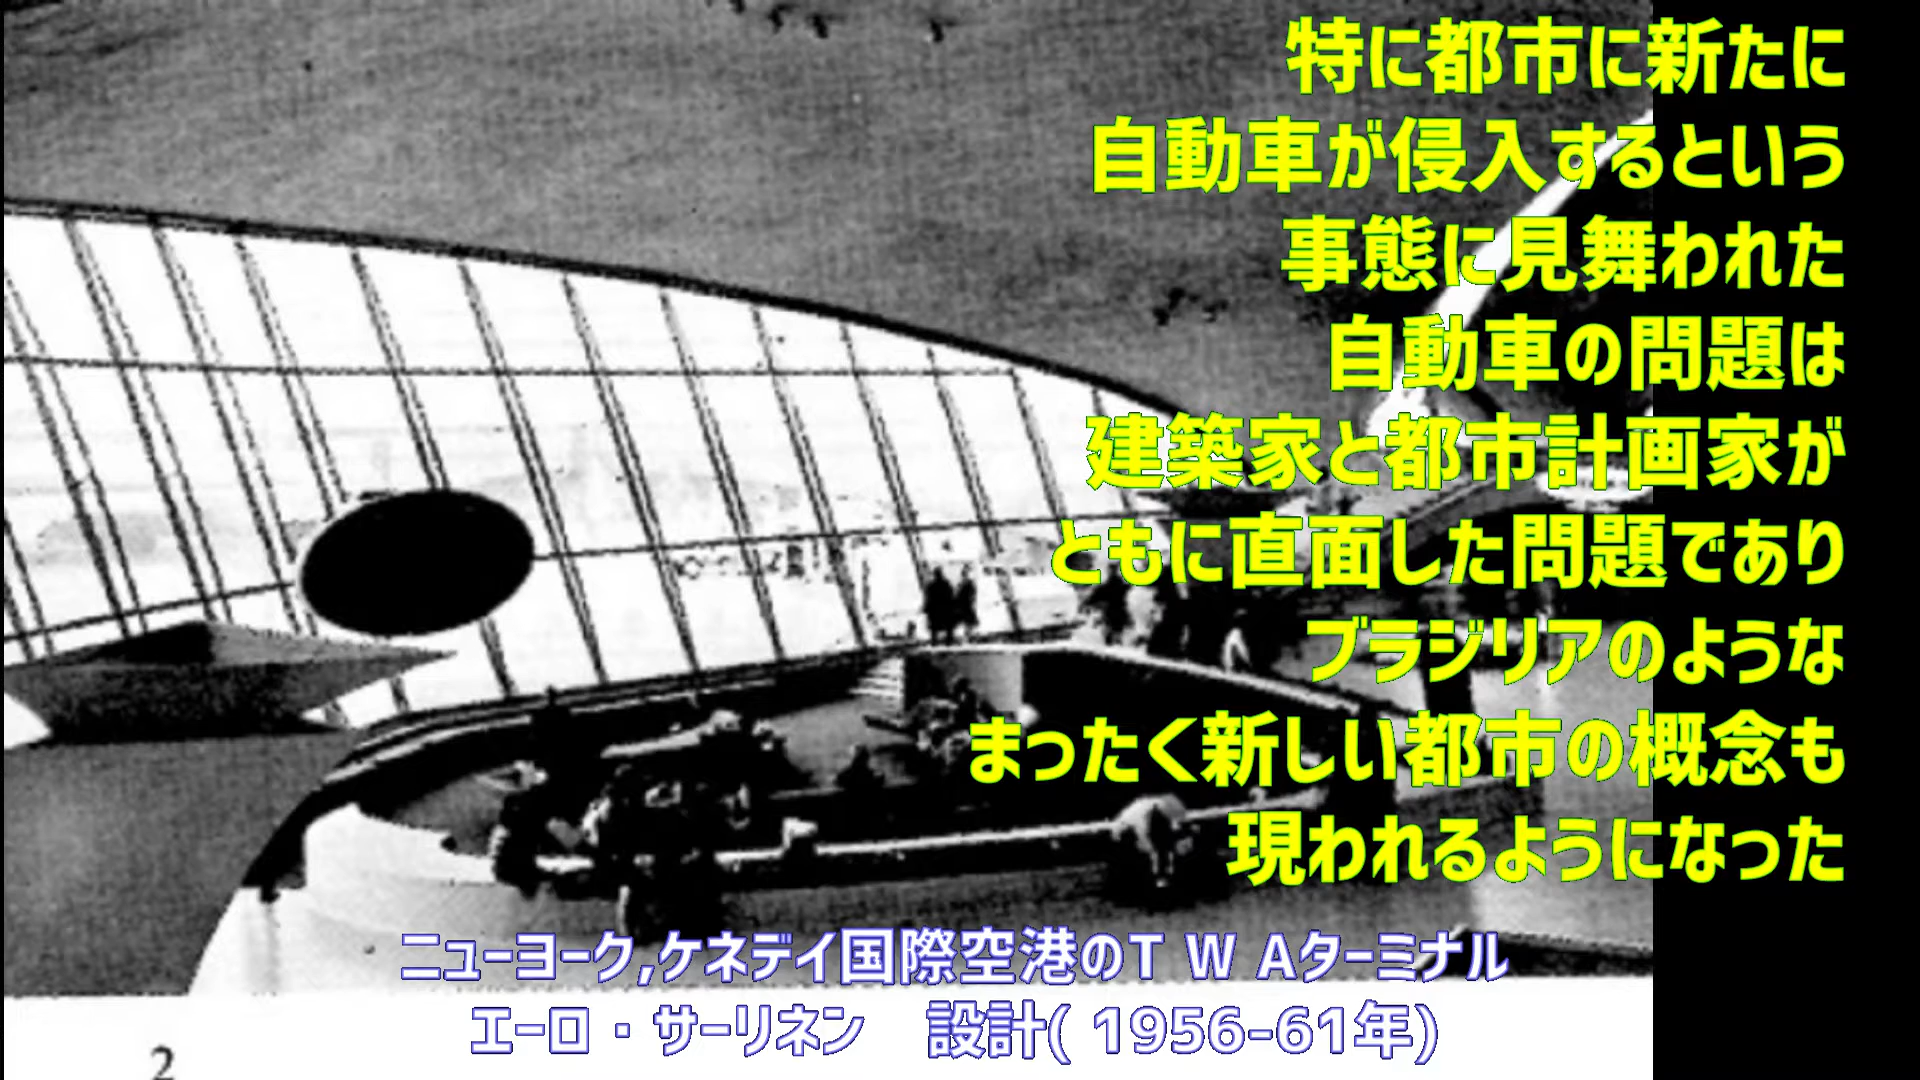 特に都市に新たに
自動車が侵入するという
事態に見舞われた
自動車の問題は
建築家と都市計画家が
ともに直面した問題であり
ブラジリアのような
まったく新しい都市の概念も
現われるようになった
ニューヨーク,ケネデイ国際空港のT W Aターミナル
エーロ・サーリネン　設計( 1956-61年)
2